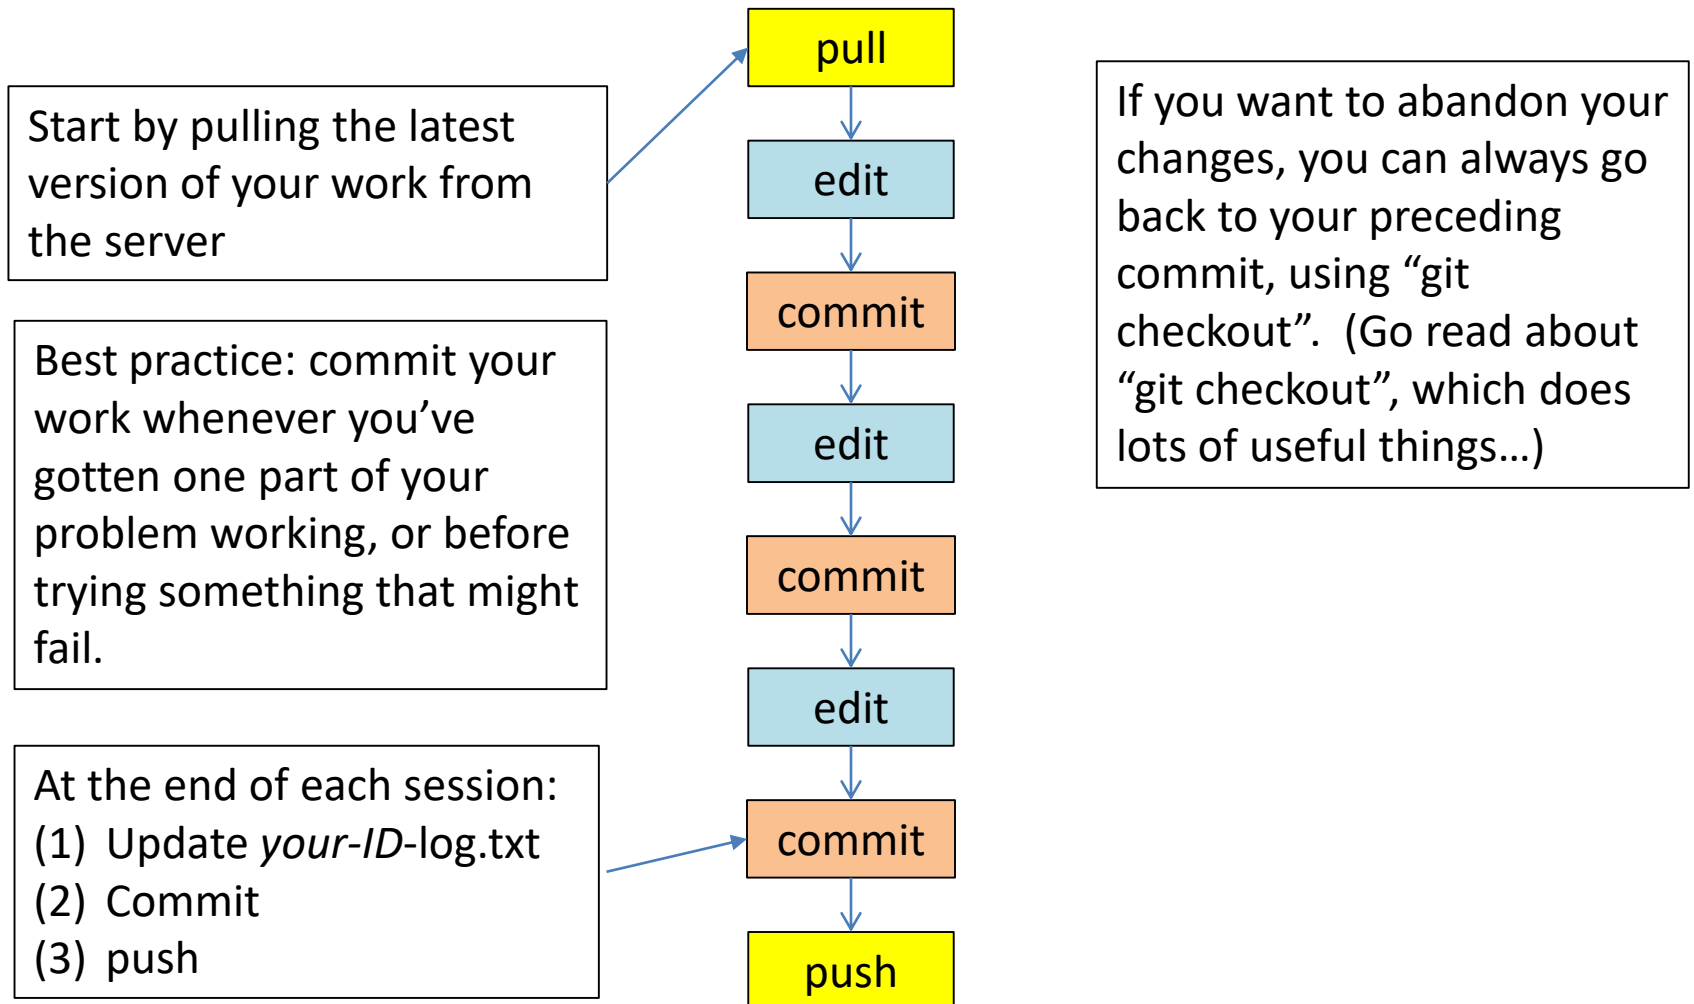 pull
Start by pulling the latest
version of your work from
the server
edit
commit
Best practice: commit your
work whenever you’ve
gotten one part of your
problem working, or before
trying something that might
fail.
edit
commit
edit
At the end of each session:
(1) Update your-ID-log.txt
(2) Commit
(3) push
commit
push
If you want to abandon your
changes, you can always go
back to your preceding
commit, using “git
checkout”. (Go read about
“git checkout”, which does
lots of useful things…)